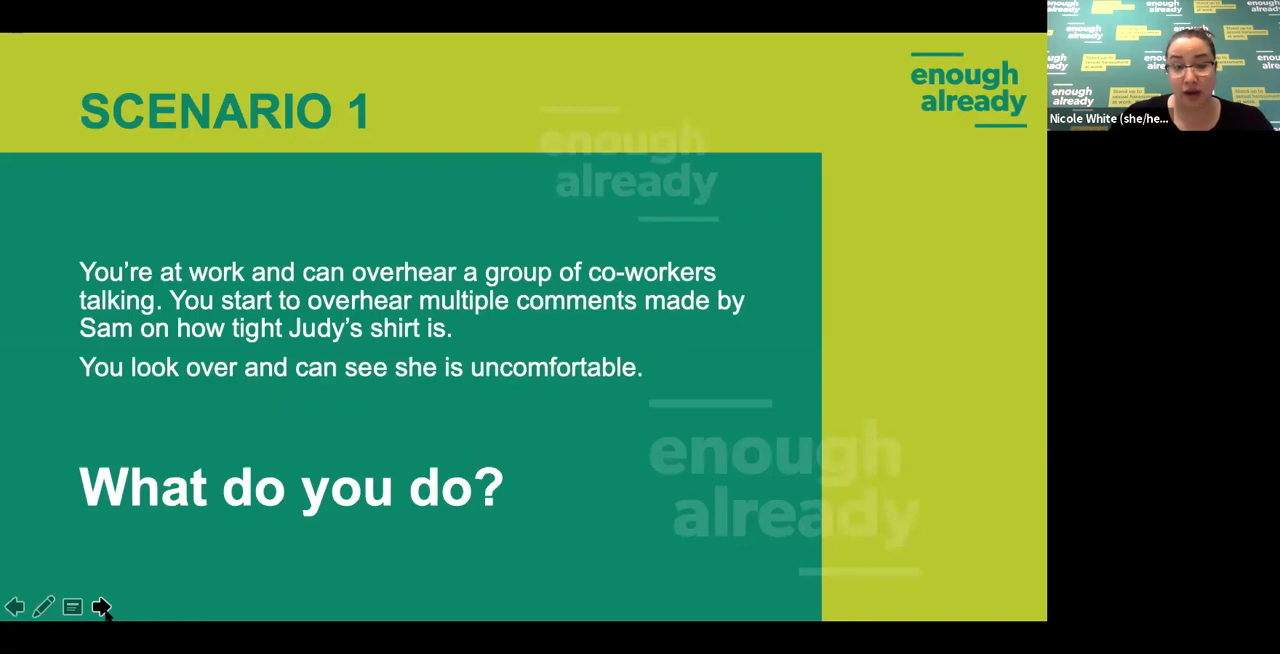 SCENARIO 1
enough
already
enough
already
You’re at work and can overhear a group of co-workers
talking. You start to overhear multiple comments made by
Sam on how tight Judy’s shirt is.
You look over and can see she is uncomfortable.
enough
already
What do you do?
enough
already
Nicole White (she/he...